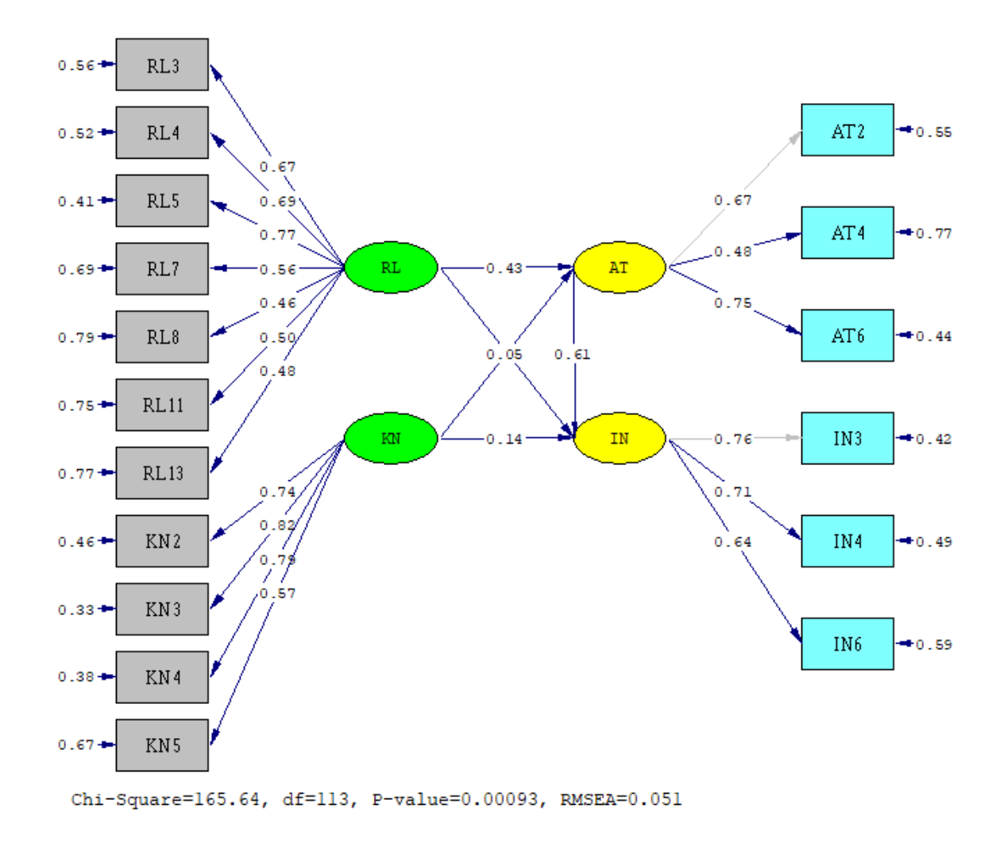 0.56 RL3
0.52 RL4
0.41 RL5
0.69 RL7
0.79 RL8
0.75 RL11
0.77 RL13
0.46 KN2
0.33 KN3
0.38 KN4
0.67 KN5
0.67
0.69
0.77
0.56
0.46
0.50
0.48
0.74
0.82
0.79
0.57
RL
KN
0.43
0.05
0.61
0.14
AT
IN
0.67
0.48
0.75
0.76
0.71
0.64
AT2 0.55
AT4 0.77
AT6 0.44
IN3 0.42
IN4 0.49
IN6 0.59
Chi-Square=165.64, df=113, P-value=0.00093, RMSEA=0.051